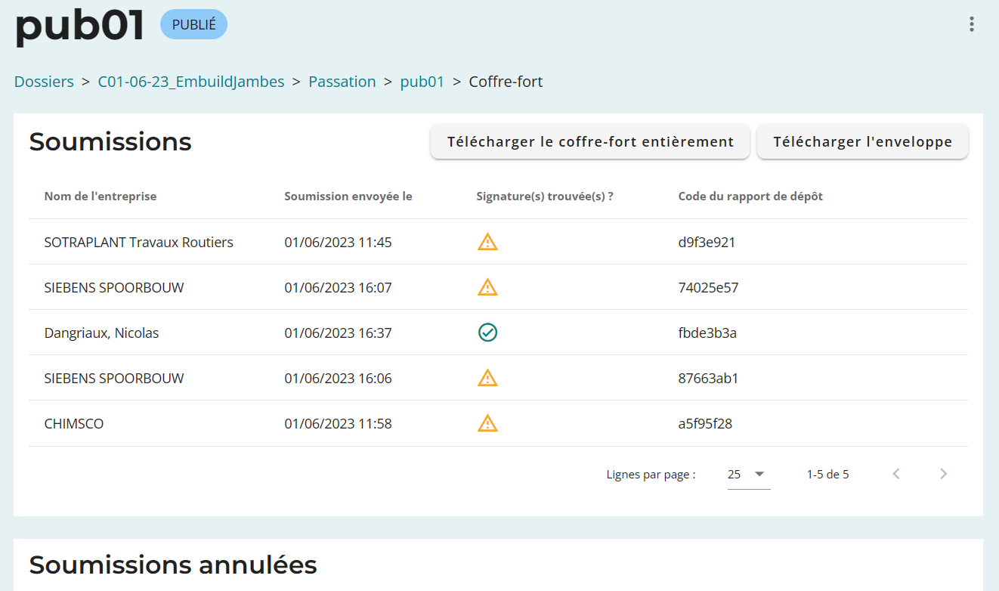 pub01 PUBLIÉ
Dossiers > C01-06-23_EmbuildJambes > Passation > pub01 > Coffre-fort
Soumissions Télécharger le coffre-fort entièrement Télécharger l'enveloppe
Nom de l'entreprise Soumission envoyée le Signature(s) trouvée(s) ? Code du rapport de dépôt
SOTRAPLANT Travaux Routiers 01/06/2023 11:45 d9f3e921
SIEBENS SPOORBOUW 01/06/2023 16:07 74025e57
Dangriaux, Nicolas 01/06/2023 16:37 fbde3b3a
SIEBENS SPOORBOUW 01/06/2023 16:06 87663ab1
CHIMSCO 01/06/2023 11:58 a5f95f28
Lignes par page : 25 1-5 de 5
Soumissions annulées